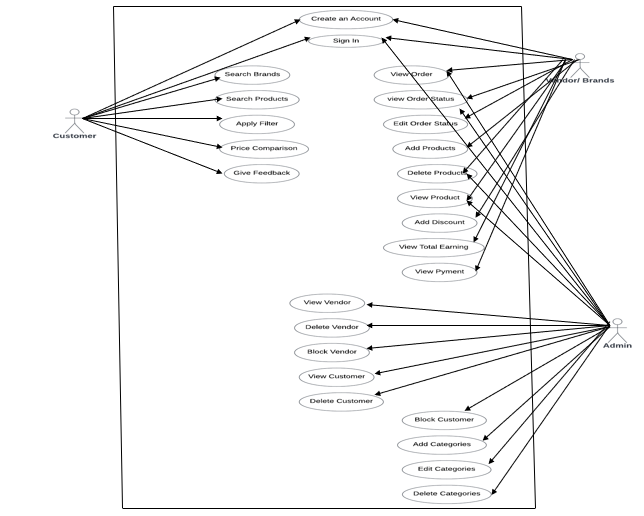 Create an Account
Sign In
Search Brands
View Order
Vendor/ Brands
Search Products
view Order Status
Apply Filter
Edit Order Status
Customer
Price Comparison
Add Products
Give Feedback
Delete Products
View Product
Add Discount
View Total Earning
View Pyment
View Vendor
Delete Vendor
Admin
Block Vendor
View Customer
Delete Customer
Block Customer
Add Categories
Edit Categories
Delete Categories